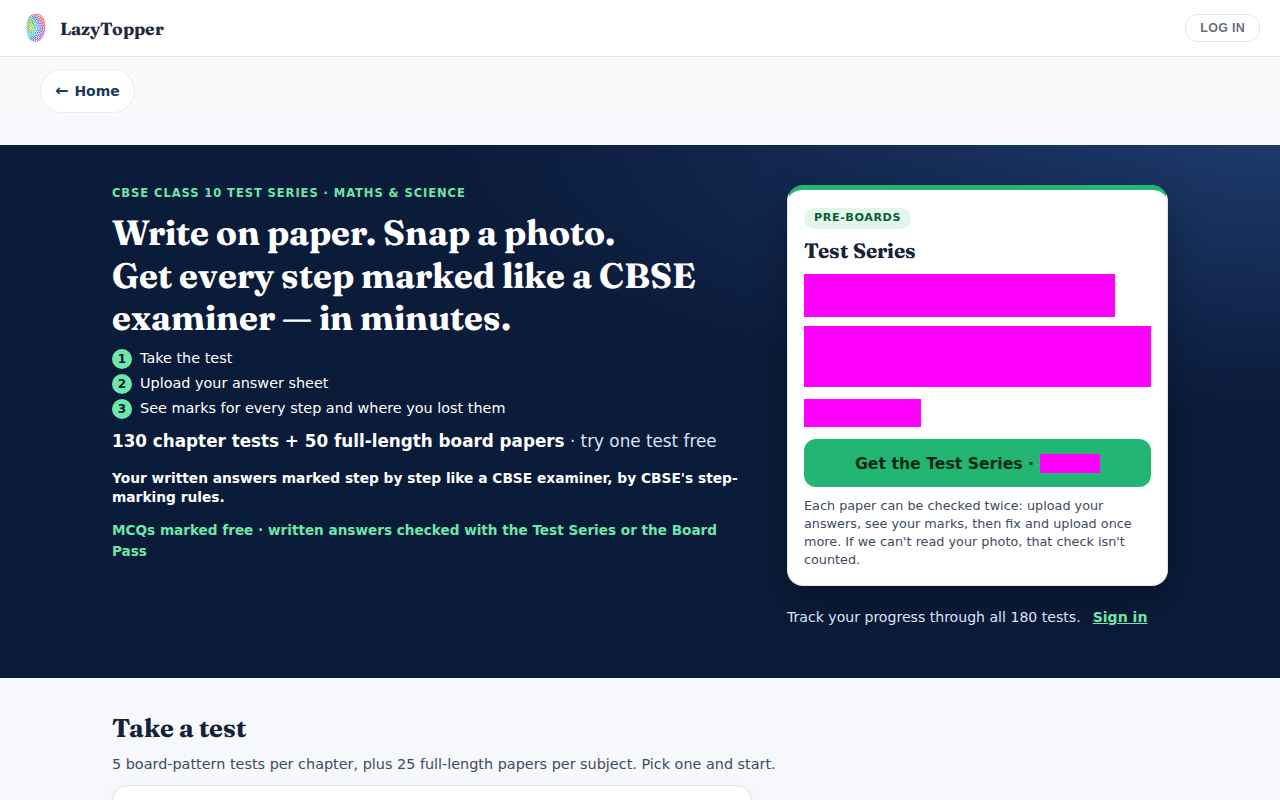 LazyTopper
LOG IN
← Home
CBSE CLASS 10 TEST SERIES · MATHS & SCIENCE
Write on paper. Snap a photo.
Get every step marked like a CBSE
examiner — in minutes.
1 Take the test
2 Upload your answer sheet
3 See marks for every step and where you lost them
130 chapter tests + 50 full-length board papers · try one test free
Your written answers marked step by step like a CBSE examiner, by CBSE's step-
marking rules.
MCQs marked free · written answers checked with the Test Series or the Board
Pass
PRE-BOARDS
Test Series
Get the Test Series ·
Each paper can be checked twice: upload your
answers, see your marks, then fix and upload once
more. If we can't read your photo, that check isn't
counted.
Track your progress through all 180 tests. Sign in
Take a test
5 board-pattern tests per chapter, plus 25 full-length papers per subject. Pick one and start.